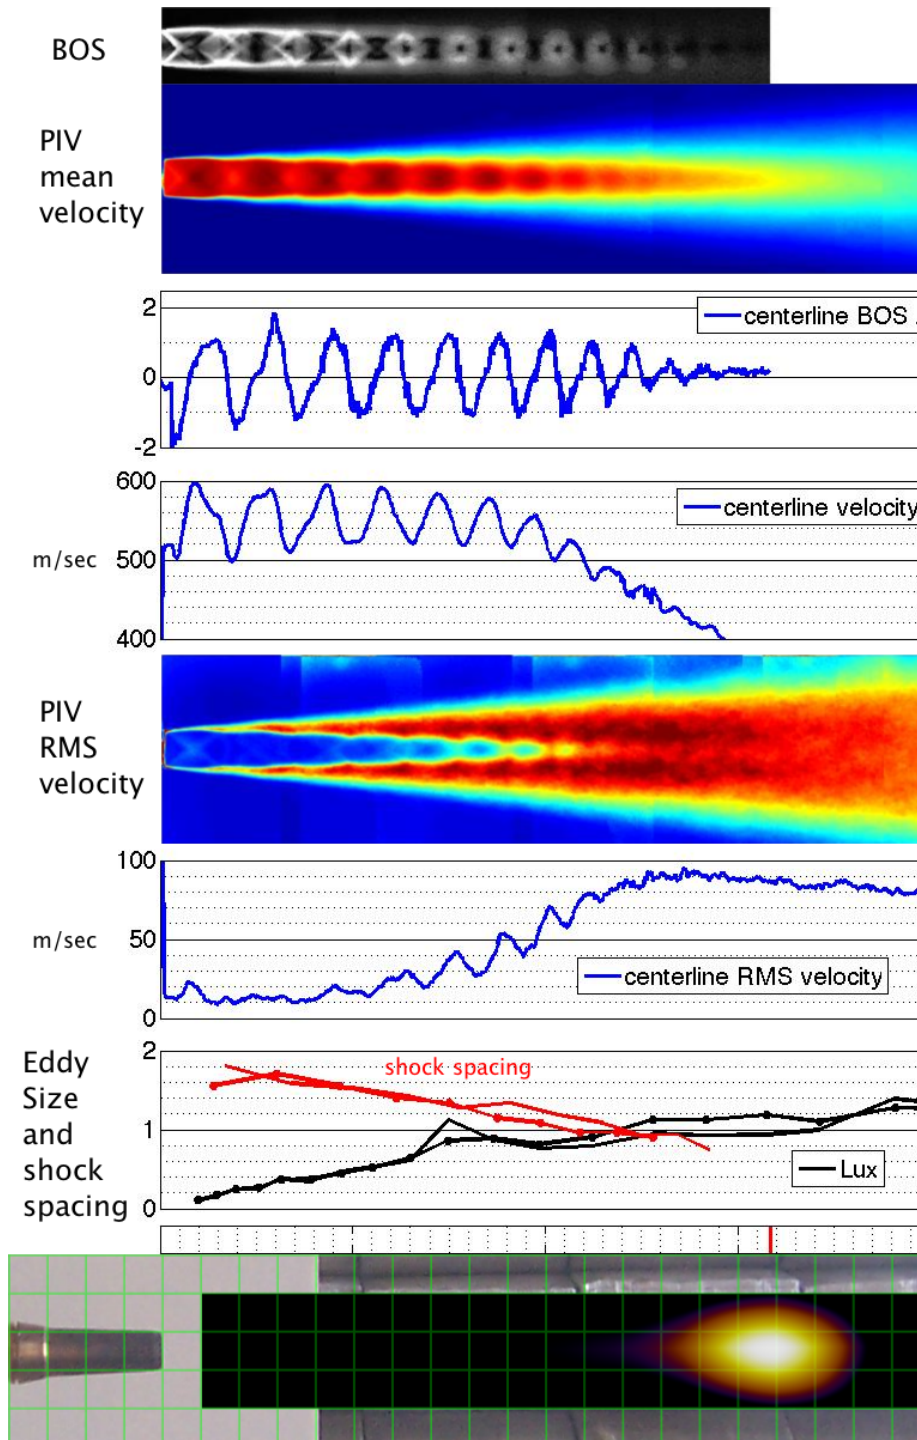 BOS
PIV
mean
velocity
2
centerline BOS
0
-2
600
centerline velocity
m/sec
500
400
PIV
RMS
velocity
100
m/sec
50
centerline RMS velocity
0
Eddy
Size
and
shock
spacing
2
shock spacing
1
Lux
0